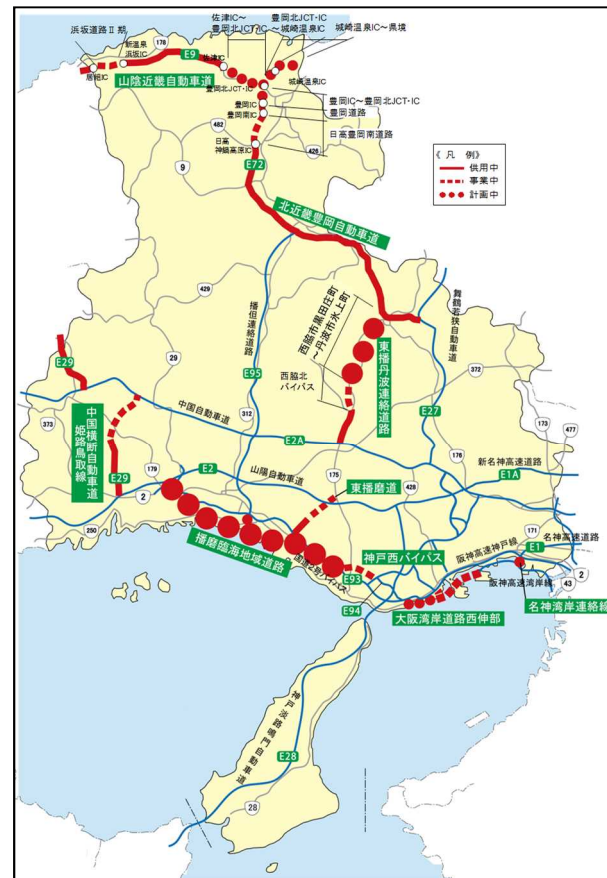 佐津IC～
豊岡北JCT・IC
豊岡北JCT・IC
～城崎温泉IC
城崎温泉IC～県境
浜坂道路Ⅱ期
新温泉
浜坂IC
178
E9
佐津IC
居組IC
山陰近畿自動車道
豊岡北JCT・IC
城崎温泉IC
豊岡IC～豊岡北JCT・IC
豊岡IC
豊岡道路
豊岡南IC
日高豊岡南道路
482
日高
神鍋高原IC
426
9
E72
《 凡 例》
供用中
事業中
計画中
北近畿豊岡自動車道
429
播但連絡道路
西脇市黒田庄町
～丹波市氷上町
舞鶴若狭自動車道
東播丹波連絡道路
E29
29
西脇北
バイパス
372
E95
E27
中国自動車道
中国横断自動車道
姫路鳥取線
373
312
173
477
E2A
179
E2
山陽自動車道
175
176
新名神高速道路
E1A
E29
2
428
東播磨道
250
播磨臨海地域道路
国道2号バイパス
神戸西バイパス
阪神高速神戸線
171
名神高速道路
E1
E93
阪神高速湾岸線
2
43
E94
大阪湾岸道路西伸部
名神湾岸連絡線
神戸淡路鳴門自動車道
E28
28